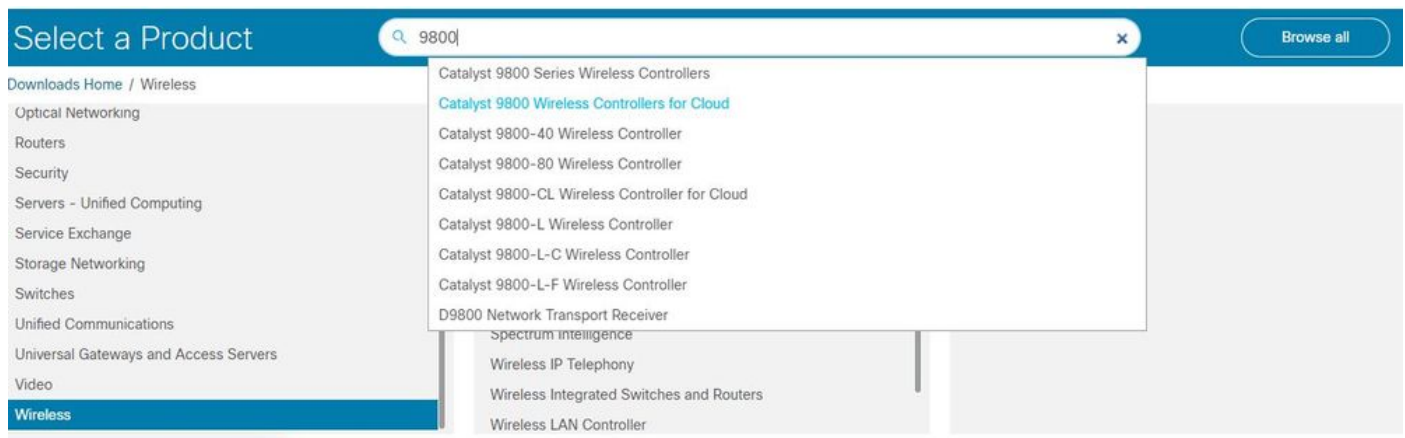 Select a Product
9800
Browse all
Downloads Home / Wireless
Optical Networking
Routers
Security
Servers - Unified Computing
Service Exchange
Storage Networking
Switches
Unified Communications
Universal Gateways and Access Servers
Video
Wireless
Catalyst 9800 Series Wireless Controllers
Catalyst 9800 Wireless Controllers for Cloud
Catalyst 9800-40 Wireless Controller
Catalyst 9800-80 Wireless Controller
Catalyst 9800-CL Wireless Controller for Cloud
Catalyst 9800-L Wireless Controller
Catalyst 9800-L-C Wireless Controller
Catalyst 9800-L-F Wireless Controller
D9800 Network Transport Receiver
Spectrum Intelligence
Wireless IP Telephony
Wireless Integrated Switches and Routers
Wireless LAN Controller